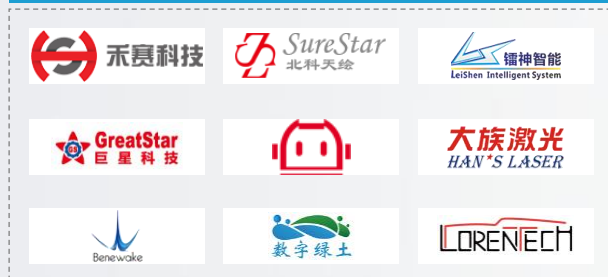 禾赛科技
SureStar
北科天绘
镭神智能
LeiShen Intelligent System
GreatStar
巨星科技
GS
大族激光
HAN'S LASER
Benewake
数字绿土
LORENTECH